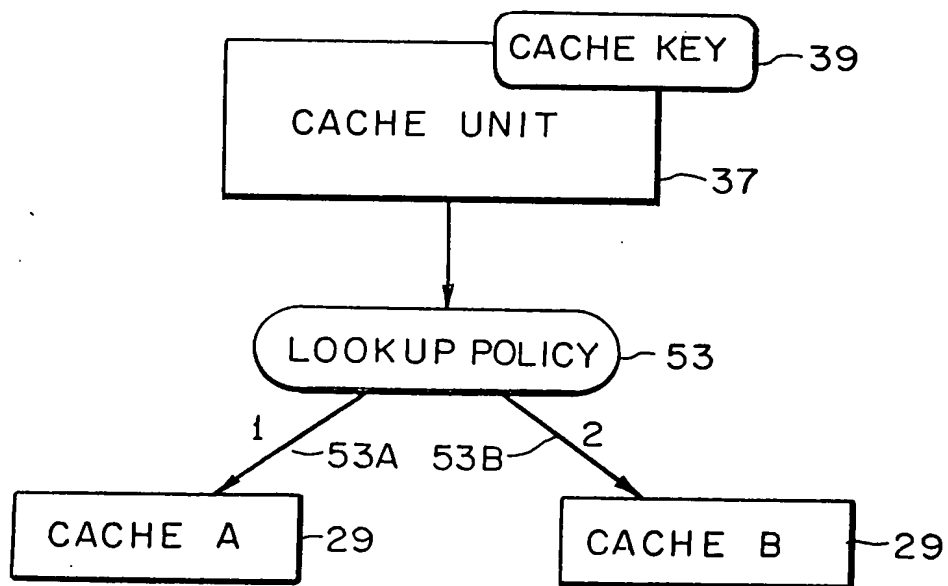 CACHE KEY
39
CACHE UNIT
37
LOOKUP POLICY
53
1
2
53A
53B
CACHE A
29
CACHE B
29